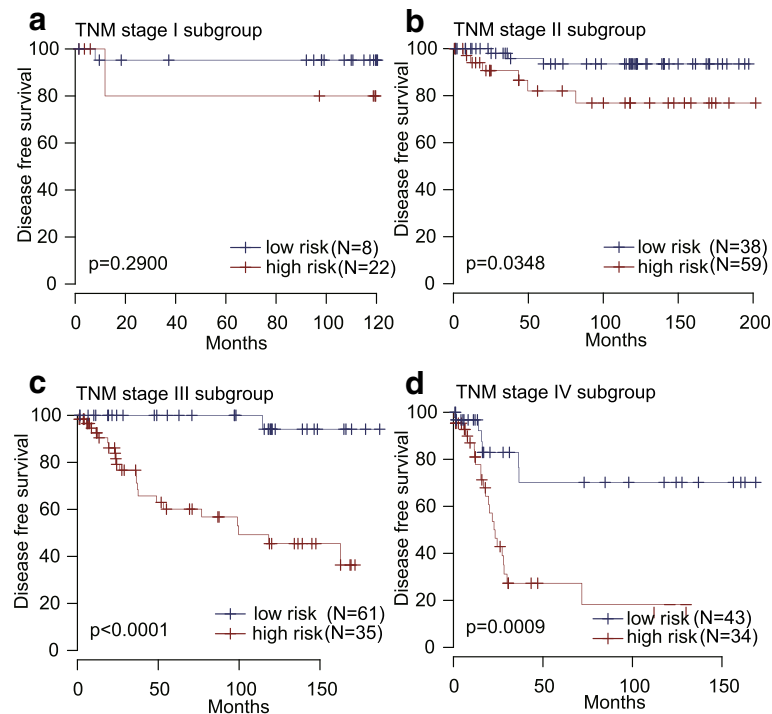 a
TNM stage I subgroup
Disease free survival
100
80
60
40
20
0
low risk (N=8)
high risk (N=22)
p=0.2900
0 20 40 60 80 100 120
Months
b
TNM stage II subgroup
Disease free survival
100
80
60
40
20
0
low risk (N=38)
high risk (N=59)
p=0.0348
0 50 100 150 200
Months
c
TNM stage III subgroup
Disease free survival
100
80
60
40
20
0
low risk (N=61)
high risk (N=35)
p<0.0001
0 50 100 150
Months
d
TNM stage IV subgroup
Disease free survival
100
80
60
40
20
0
low risk (N=43)
high risk (N=34)
p=0.0009
0 50 100 150
Months